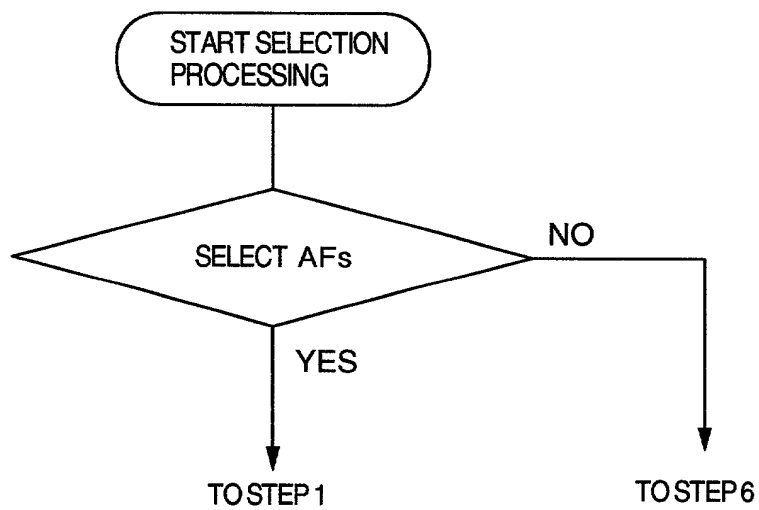 START SELECTION
PROCESSING
SELECT AFs
NO
YES
TO STEP 1
TO STEP 6